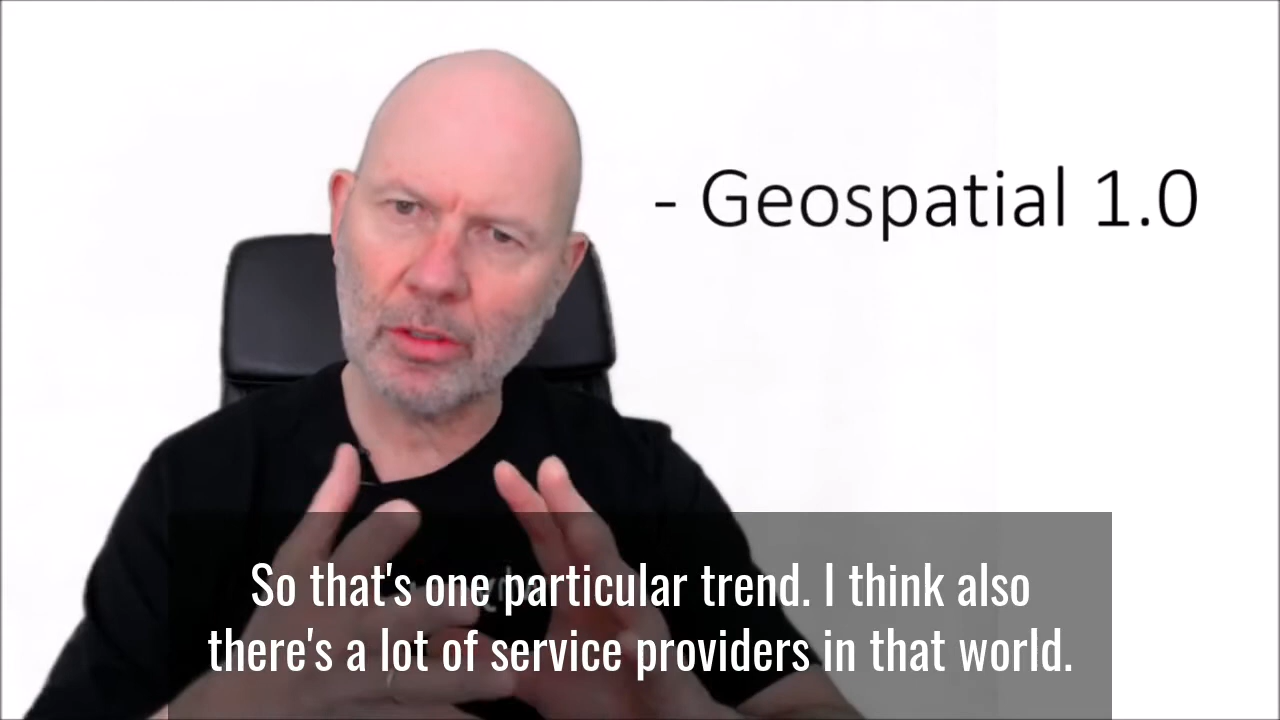 - Geospatial 1.0
So that's one particular trend. I think also
there's a lot of service providers in that world.